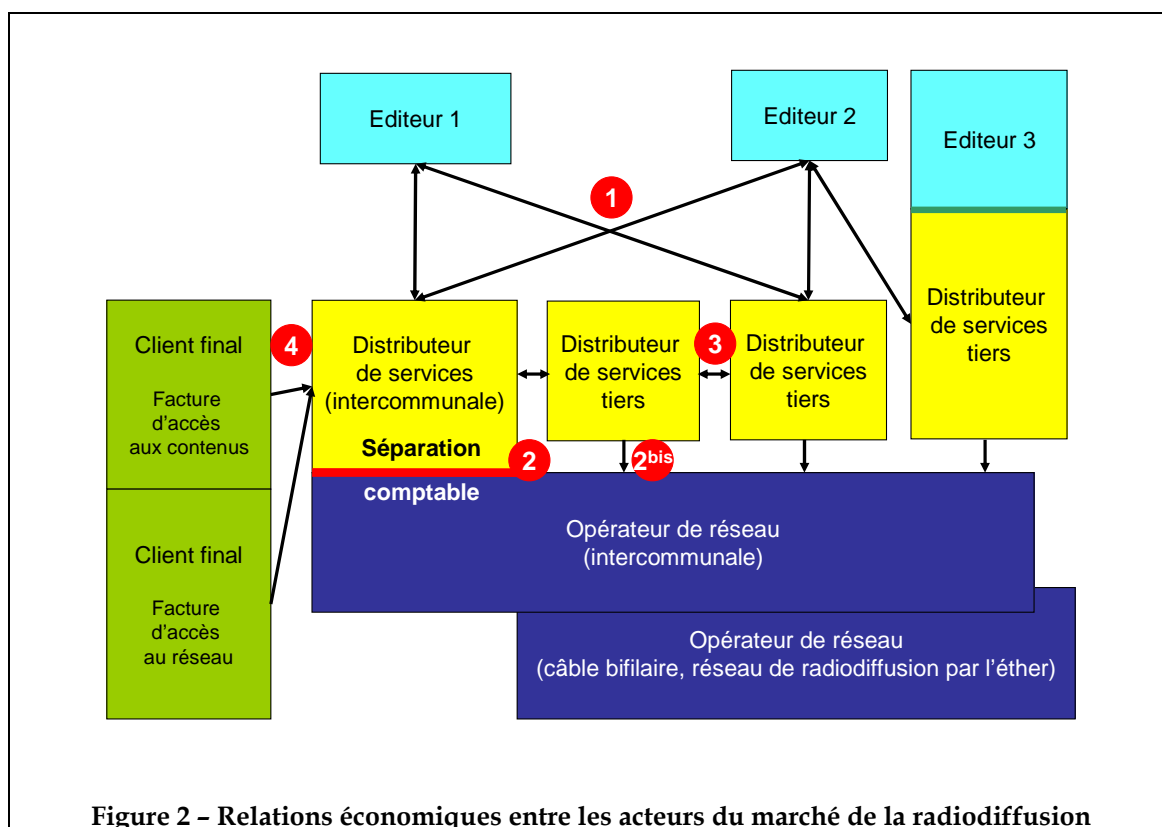 Editeur 1
Editeur 2
Editeur 3
1
Client final
Facture
d'accès
aux contenus
4
Distributeur
de services
(intercommunale)
Séparation
comptable
2
Distributeur
de services
tiers
2bis
3
Distributeur
de services
tiers
Distributeur
de services
tiers
Client final
Facture
d'accès
au réseau
Opérateur de réseau
(intercommunale)
Opérateur de réseau
(câble bifilaire, réseau de radiodiffusion par l'éther)
Figure 2 – Relations économiques entre les acteurs du marché de la radiodiffusion